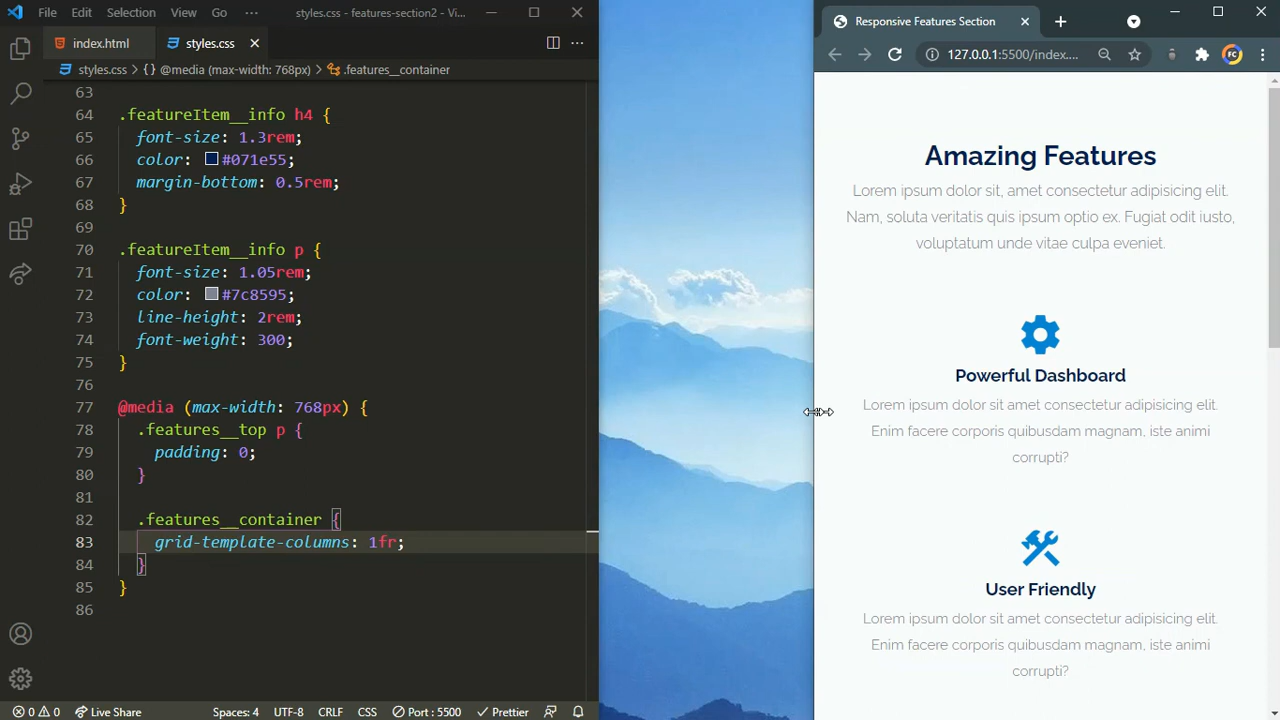 File Edit Selection View Go ··· styles.css - features-section2 - Vi...
index.html styles.css
styles.css > {} @media (max-width: 768px) > .features__container
63
64 .featureItem__info h4 {
65 font-size: 1.3rem;
66 color: #071e55;
67 margin-bottom: 0.5rem;
68 }
69
70 .featureItem__info p {
71 font-size: 1.05rem;
72 color: #7c8595;
73 line-height: 2rem;
74 font-weight: 300;
75 }
76
77 @media (max-width: 768px) {
78 .features__top p {
79 padding: 0;
80 }
81
82 .features__container {
83 grid-template-columns: 1fr;
84 }
85 }
86
0 0 Live Share Spaces: 4 UTF-8 CRLF CSS Port : 5500 Prettier
Responsive Features Section
127.0.0.1:5500/index.... FC
Amazing Features
Lorem ipsum dolor sit, amet consectetur adipisicing elit.
Nam, soluta veritatis quis ipsum optio ex. Fugiat odit iusto,
voluptatum unde vitae culpa eveniet.
Powerful Dashboard
Lorem ipsum dolor sit amet consectetur adipisicing elit.
Enim facere corporis quibusdam magnam, iste animi
corrupti?
User Friendly
Lorem ipsum dolor sit amet consectetur adipisicing elit.
Enim facere corporis quibusdam magnam, iste animi
corrupti?